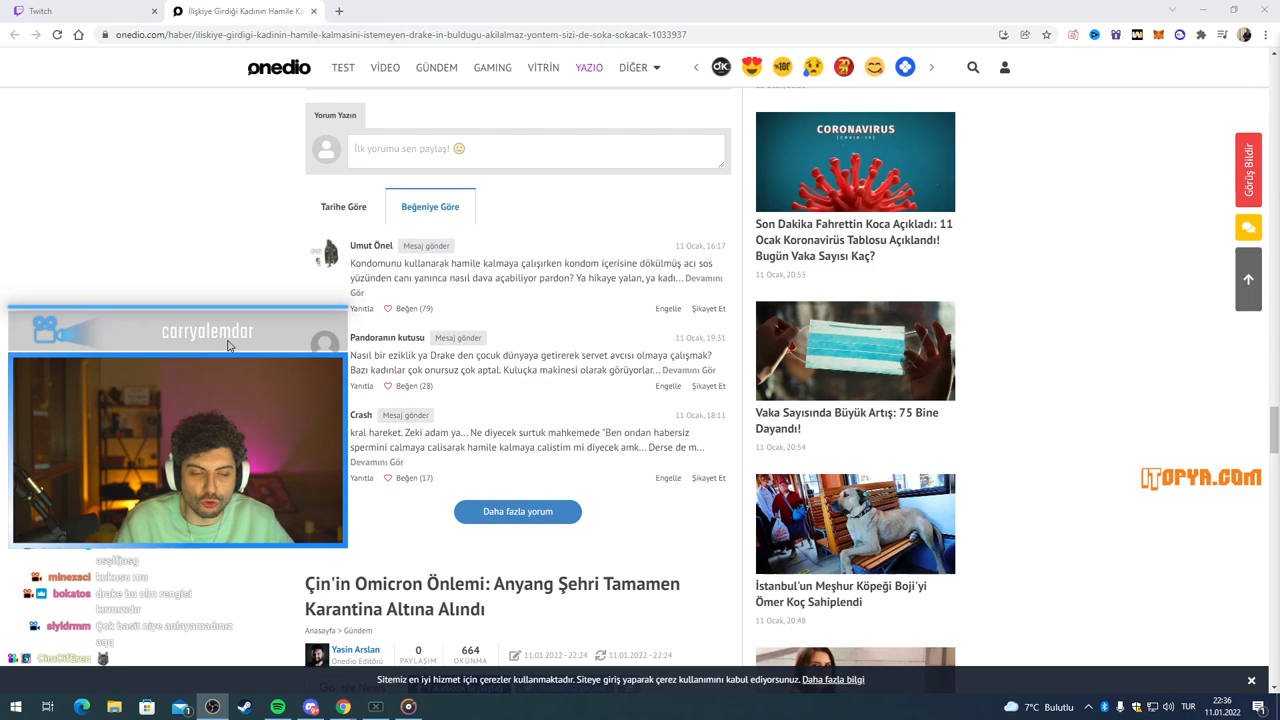 Twitch
İlişkiye Girdiği Kadının Hamile Ka
onedio.com/haber/iliskiye-girdigi-kadinin-hamile-kalmasini-istemeyen-drake-in-buldugu-akilalmaz-yontem-sizi-de-soka-sokacak-1033937
onedio
TEST VİDEO GÜNDEM GAMING VİTRİN YAZIO DİĞER
Yorum Yazın
İlk yorumu sen paylaş!
Tarihe Göre
Beğeniye Göre
Umut Önel Mesaj gönder 11 Ocak, 16:17
Kondomunu kullanarak hamile kalmaya çalışırken kondom içerisine dökülmüş acı sos
yüzünden canı yanınca nasıl dava açabiliyor pardon? Ya hikaye yalan, ya kadı... Devamını
Gör
Yanıtla Beğen (79) Engelle Şikayet Et
Pandoranın kutusu Mesaj gönder 11 Ocak, 19:31
Nasıl bir eziklik ya Drake den çocuk dünyaya getirerek servet avcısı olmaya çalışmak?
Bazı kadınlar çok onursuz çok aptal. Kuluçka makinesi olarak görüyorlar... Devamını Gör
Yanıtla Beğen (28) Engelle Şikayet Et
Crash Mesaj gönder 11 Ocak, 18:11
kral hareket. Zeki adam ya... Ne diyecek surtuk mahkemede "Ben ondan habersiz
spermini calmaya calisarak hamile kalmaya calistim mi diyecek amk... Derse de m...
Devamını Gör
Yanıtla Beğen (17) Engelle Şikayet Et
Daha fazla yorum
Çin'in Omicron Önlemi: Anyang Şehri Tamamen
Karantina Altına Alındı
Anasayfa > Gündem
Yasin Arslan
Onedio Editörü
0
PAYLAŞIM
664
OKUNMA
11.01.2022 - 22:24 11.01.2022 - 22:24
CORONAVIRUS
Son Dakika Fahrettin Koca Açıkladı: 11
Ocak Koronavirüs Tablosu Açıklandı!
Bugün Vaka Sayısı Kaç?
11 Ocak, 20:55
Vaka Sayısında Büyük Artış: 75 Bine
Dayandı!
11 Ocak, 20:54
İstanbul'un Meşhur Köpeği Boji'yi
Ömer Koç Sahiplendi
11 Ocak, 20:48
Görüş Bildir
İTOPYA.COM
carryalemdar
minexsci kukusu mu
bokatos drake bu olm rengisi
kırmızıdır
slyldrmm Çok basit niye anlayamadınız
aqq
Sitemiz en iyi hizmet için çerezler kullanmaktadır. Siteye giriş yaparak çerez kullanımını kabul ediyorsunuz. Daha fazla bilgi
7°C Bulutlu
TUR
22:36
11.01.2022